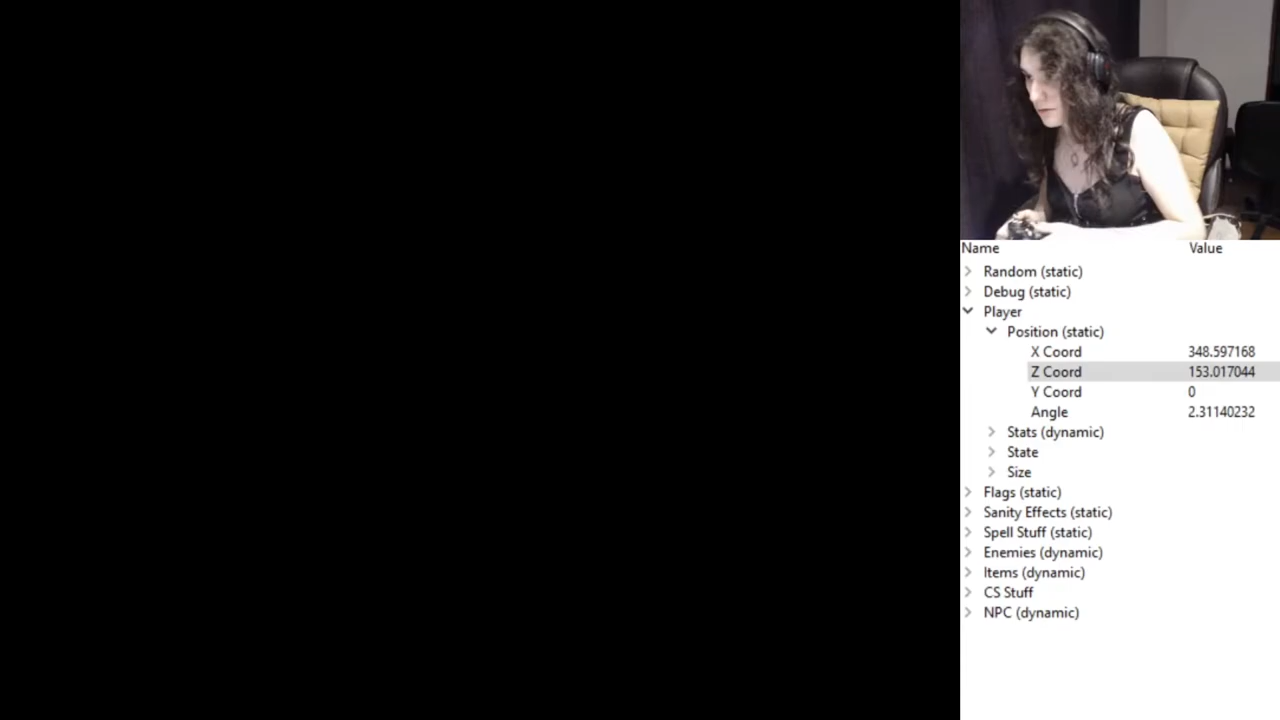 Name Value
Random (static)
Debug (static)
Player
Position (static)
X Coord 348.597168
Z Coord 153.017044
Y Coord 0
Angle 2.31140232
Stats (dynamic)
State
Size
Flags (static)
Sanity Effects (static)
Spell Stuff (static)
Enemies (dynamic)
Items (dynamic)
CS Stuff
NPC (dynamic)